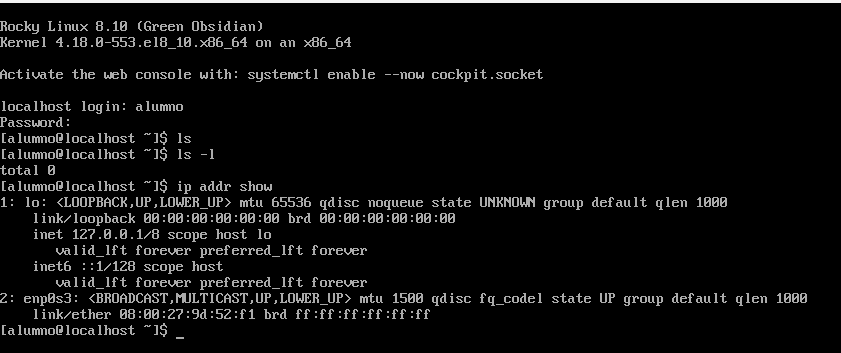 Rocky Linux 8.10 (Green Obsidian)
Kernel 4.18.0-553.el8_10.x86_64 on an x86_64
Activate the web console with: systemctl enable --now cockpit.socket
localhost login: alumno
Password:
[alumno@localhost ~]$ ls
[alumno@localhost ~]$ ls -l
total 0
[alumno@localhost ~]$ ip addr show
1: lo: <LOOPBACK,UP,LOWER_UP> mtu 65536 qdisc noqueue state UNKNOWN group default qlen 1000
    link/loopback 00:00:00:00:00:00 brd 00:00:00:00:00:00
    inet 127.0.0.1/8 scope host lo
       valid_lft forever preferred_lft forever
    inet6 ::1/128 scope host
       valid_lft forever preferred_lft forever
2: enp0s3: <BROADCAST,MULTICAST,UP,LOWER_UP> mtu 1500 qdisc fq_codel state UP group default qlen 1000
    link/ether 08:00:27:9d:52:f1 brd ff:ff:ff:ff:ff:ff
[alumno@localhost ~]$ _